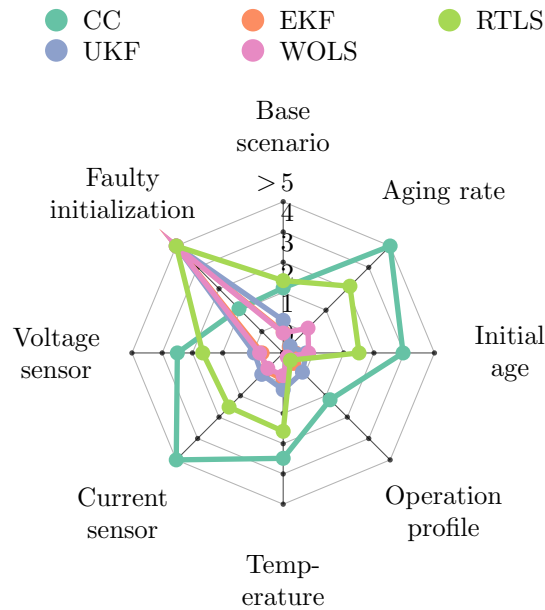 CC EKF RTLS
UKF WOLS
Base
scenario
Faulty
initialization
Aging rate
> 5
4
3
2
1
Voltage
sensor
Initial
age
Current
sensor
Operation
profile
Temp-
erature